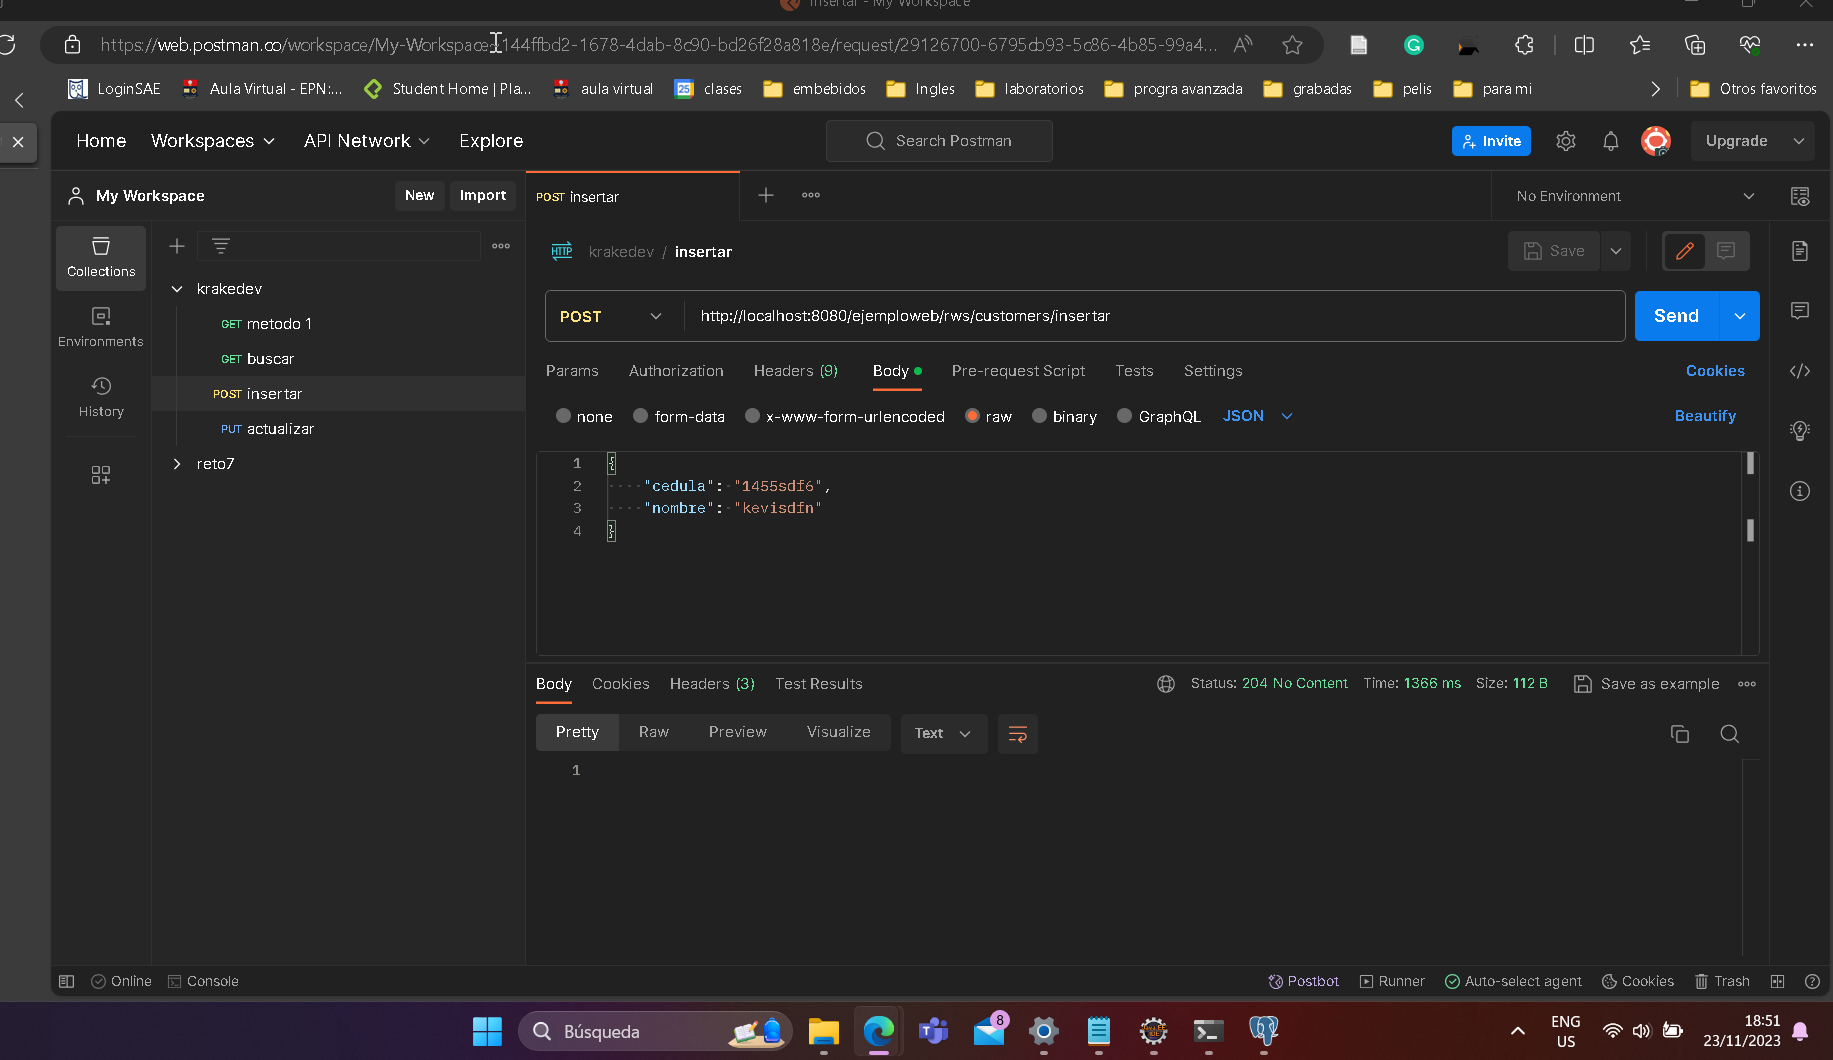 insertar - My Workspace
https://web.postman.co/workspace/My-Workspace~144ffbd2-1678-4dab-8c90-bd26f28a818e/request/29126700-6795cb93-5c86-4b85-99a4...
LoginSAE Aula Virtual - EPN:... Student Home | Pla... aula virtual clases embebidos Ingles laboratorios progra avanzada grabadas pelis para mi Otros favoritos
Home Workspaces API Network Explore Search Postman Invite Upgrade
My Workspace New Import POST insertar No Environment
Collections
Environments
History
krakedev
GET metodo 1
GET buscar
POST insertar
PUT actualizar
reto7
HTTP krakedev / insertar Save
POST http://localhost:8080/ejemploweb/rws/customers/insertar Send
Params Authorization Headers (9) Body Pre-request Script Tests Settings Cookies
none form-data x-www-form-urlencoded raw binary GraphQL JSON Beautify
1 {
2 "cedula": "1455sdf6",
3 "nombre": "kevisdfn"
4 }
Body Cookies Headers (3) Test Results Status: 204 No Content Time: 1366 ms Size: 112 B Save as example
Pretty Raw Preview Visualize Text
1
Online Console Postbot Runner Auto-select agent Cookies Trash
Búsqueda 8 ENG US 18:51 23/11/2023